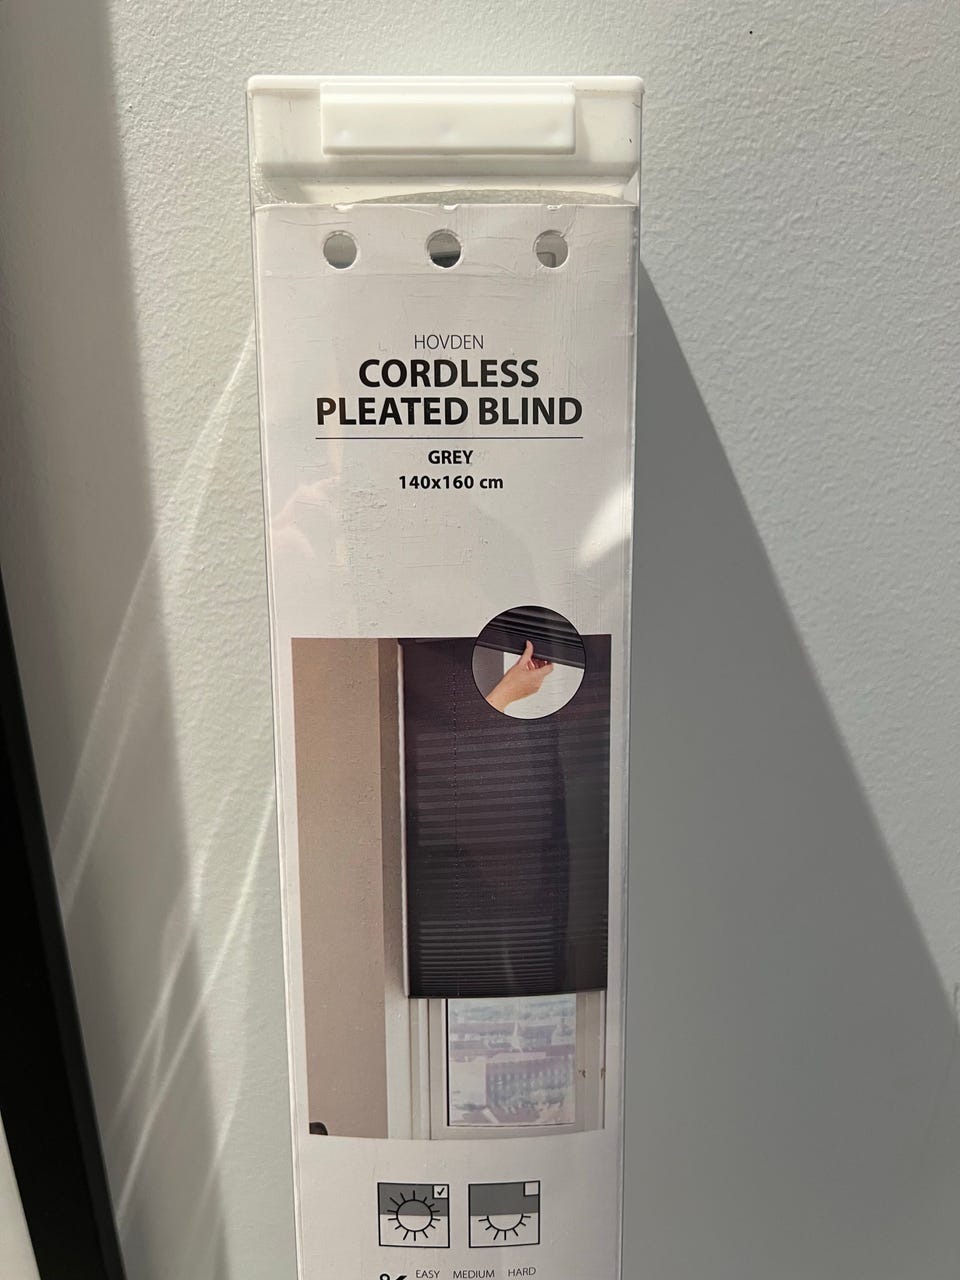 HOVDEN
CORDLESS
PLEATED BLIND
GREY
140x160 cm
EASY MEDIUM HARD